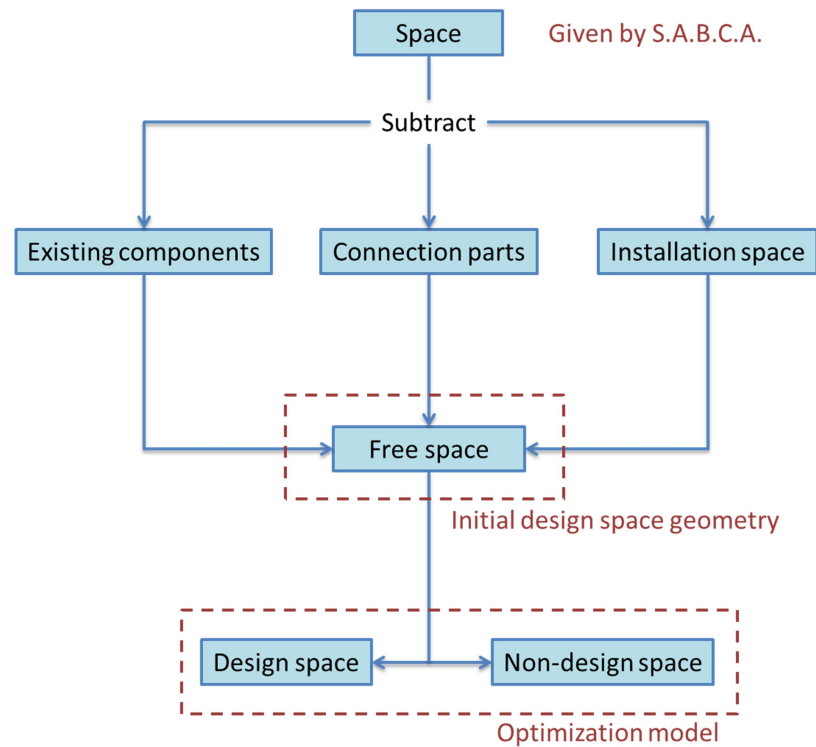 Space
Given by S.A.B.C.A.
Subtract
Existing components
Connection parts
Installation space
Free space
Initial design space geometry
Design space
Non-design space
Optimization model